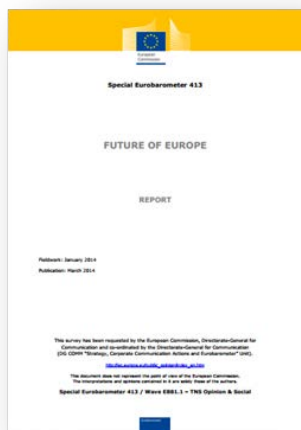 European
Commission
Special Eurobarometer 413
FUTURE OF EUROPE
REPORT
Fieldwork: January 2014
Publication: March 2014
This survey has been requested by the European Commission, Directorate-General for
Communication and co-ordinated by the Directorate-General for Communication
(DG COMM "Strategy, Corporate Communication Actions and Eurobarometer" Unit).
This document does not represent the point of view of the European Commission.
The interpretations and opinions contained in it are solely those of the authors.
Special Eurobarometer 413 / Wave EB81.1 – TNS Opinion & Social